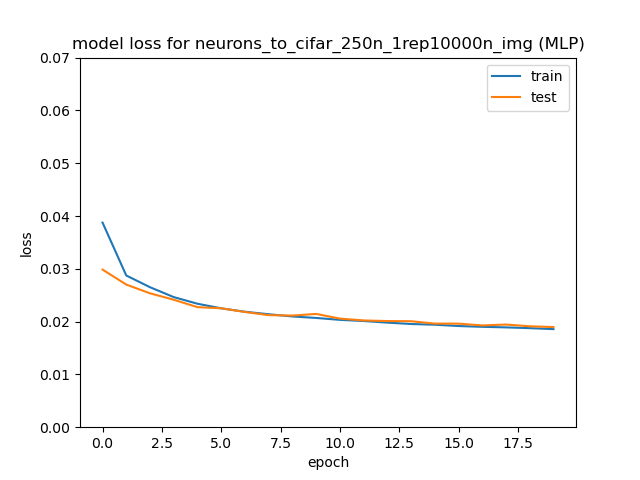 model loss for neurons_to_cifar_250n_1rep10000n_img (MLP)
0.07
0.06
0.05
0.04
0.03
0.02
0.01
0.00
loss
train
test
0.0 2.5 5.0 7.5 10.0 12.5 15.0 17.5
epoch